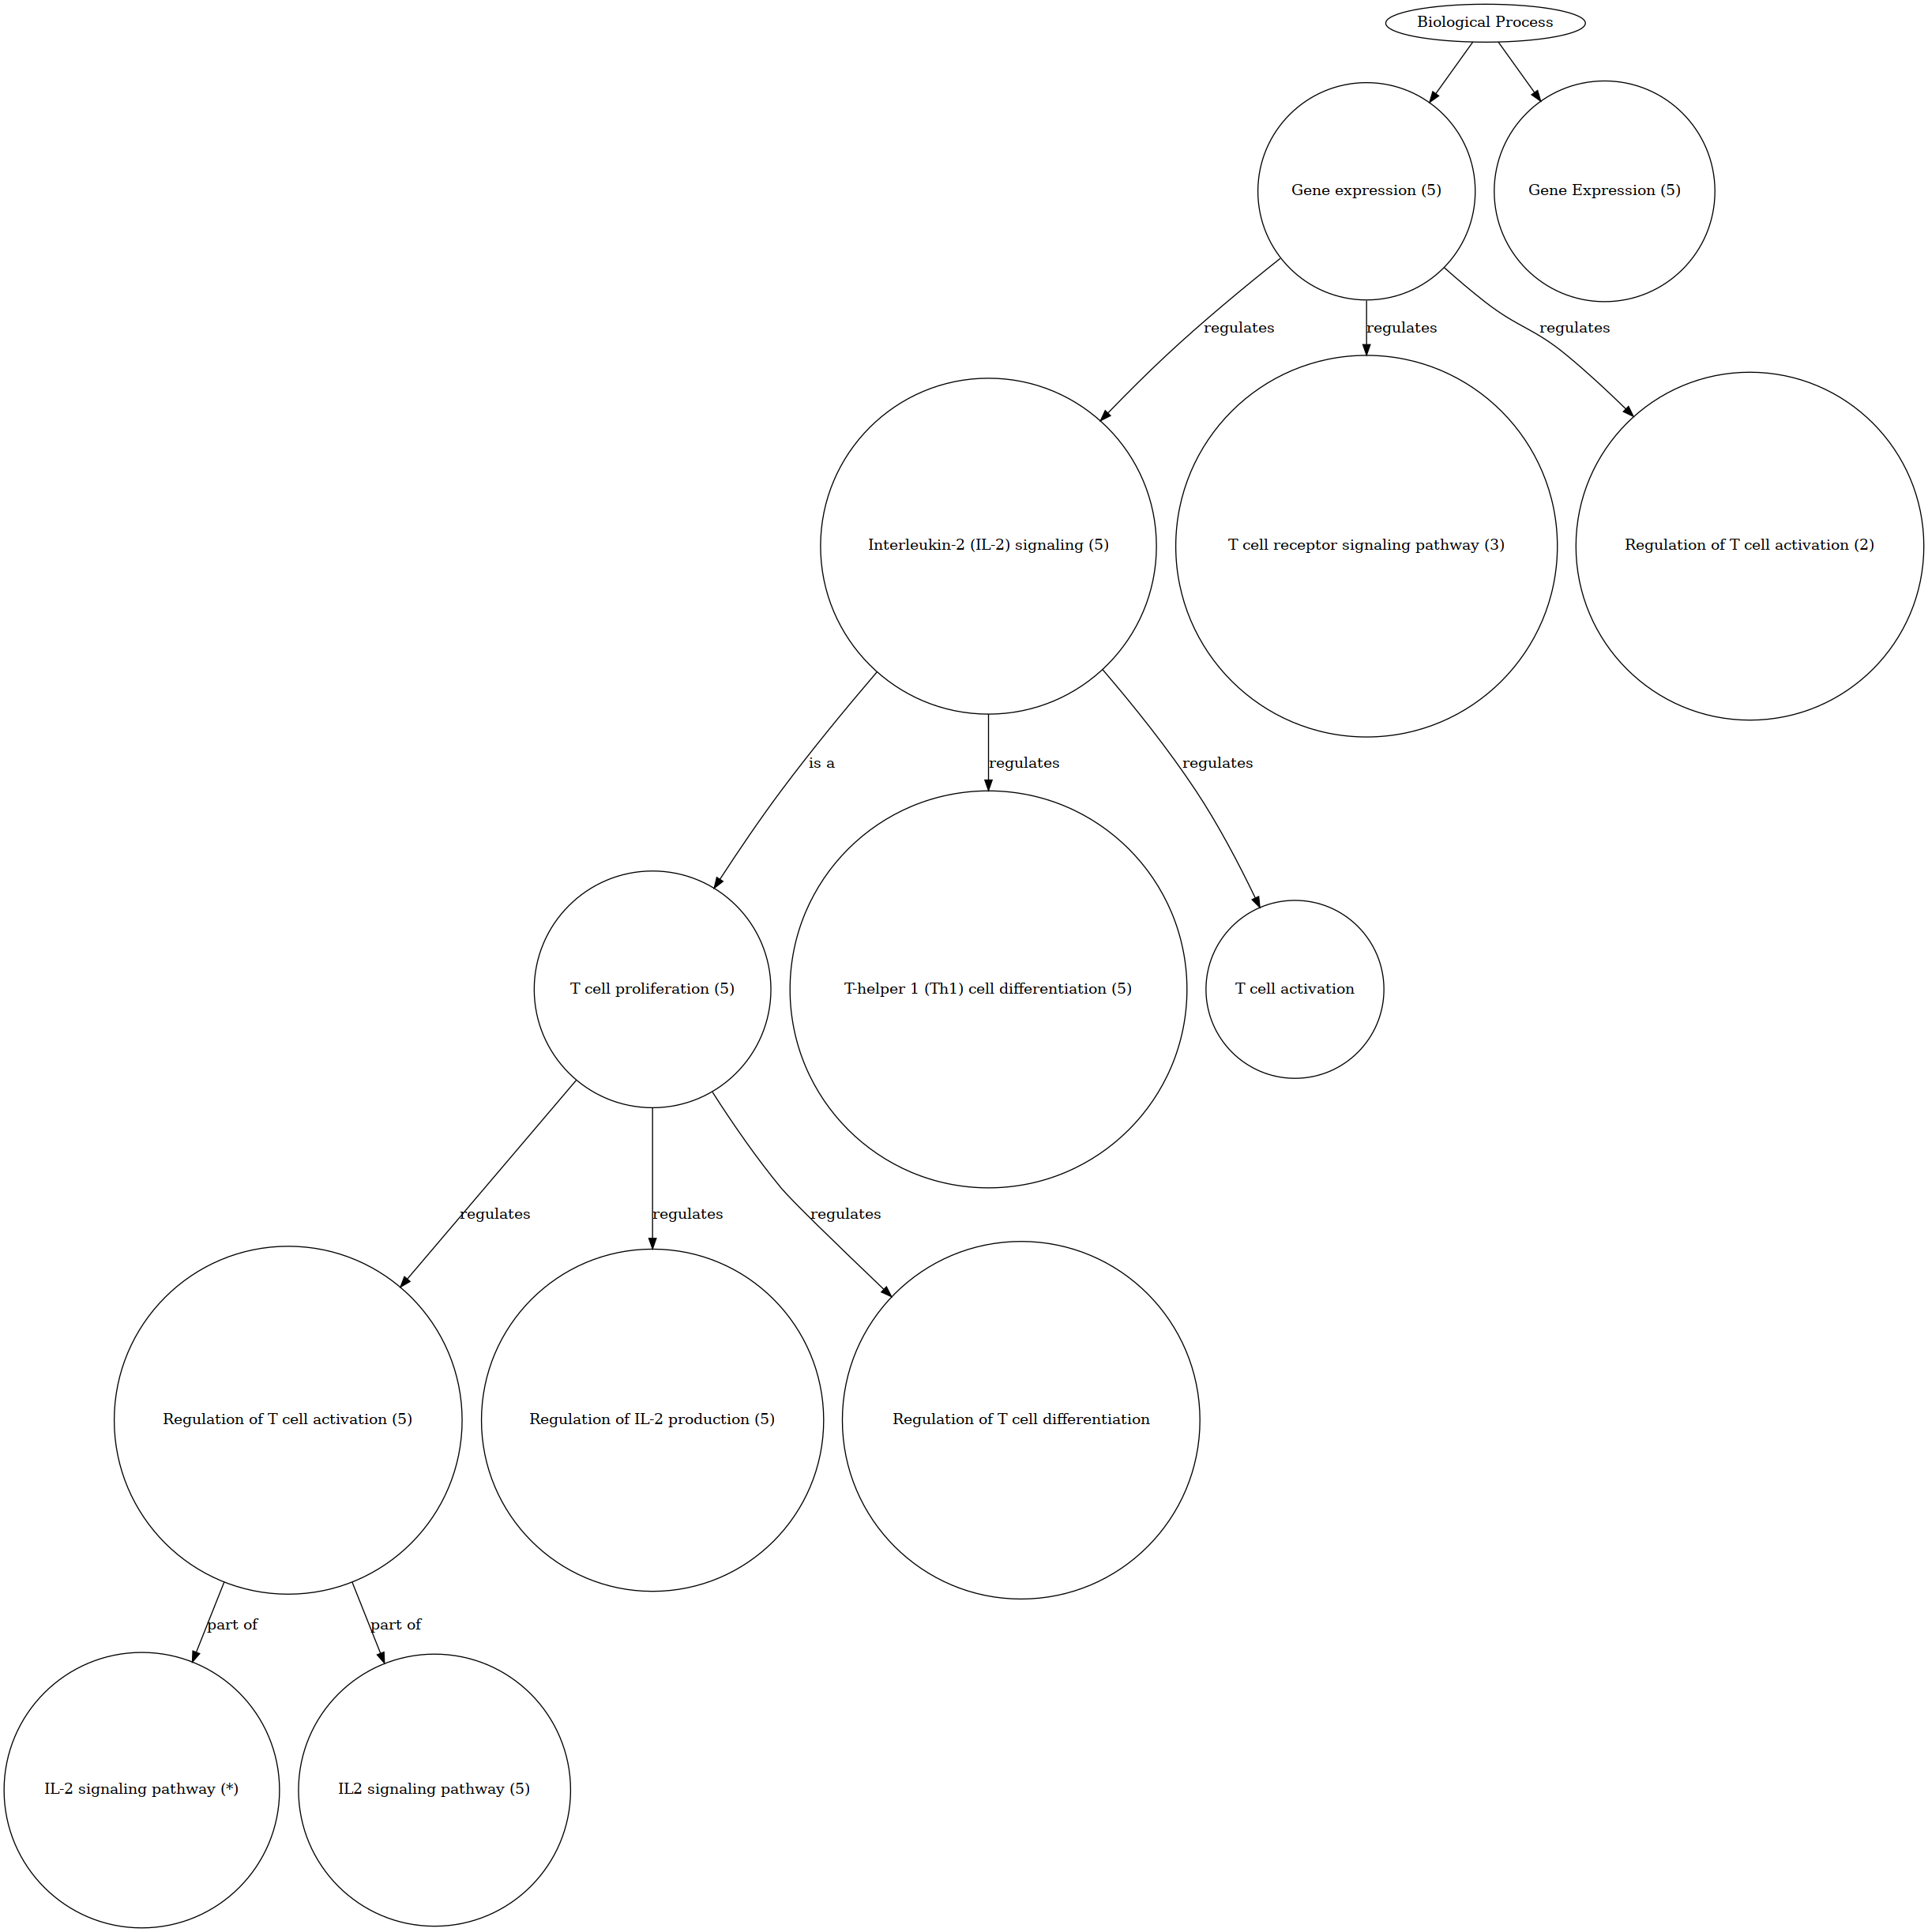 Biological Process
Gene expression (5)
Gene Expression (5)
regulates
regulates
regulates
Interleukin-2 (IL-2) signaling (5)
T cell receptor signaling pathway (3)
Regulation of T cell activation (2)
is a
regulates
regulates
T cell proliferation (5)
T-helper 1 (Th1) cell differentiation (5)
T cell activation
regulates
regulates
regulates
Regulation of T cell activation (5)
Regulation of IL-2 production (5)
Regulation of T cell differentiation
part of
part of
IL-2 signaling pathway (*)
IL2 signaling pathway (5)